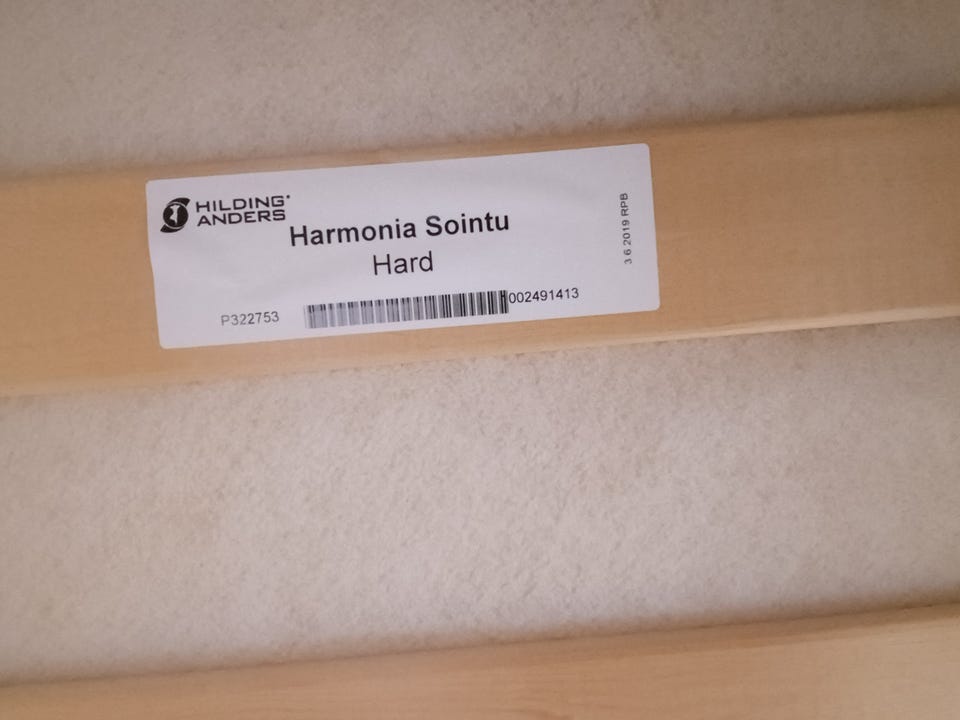 HILDING
ANDERS
Harmonia Sointu
Hard
P322753
002491413
3 6 2019 RPB